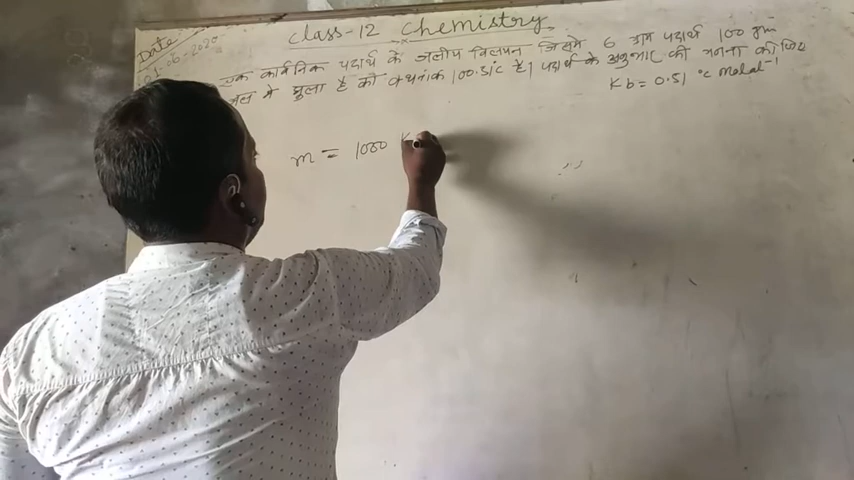 Date
01-06-2020
Class-12 Chemistry
एक कार्बनिक पदार्थ के जलीय विलयन जिसमे 6 ग्राम पदार्थ 100 gm
जल मे घुला है का क्वथनांक 100.51°C है। पदार्थ के अणुभार की गणना कीजिए
Kb = 0.51 °C Molal⁻¹
m = 1000 K